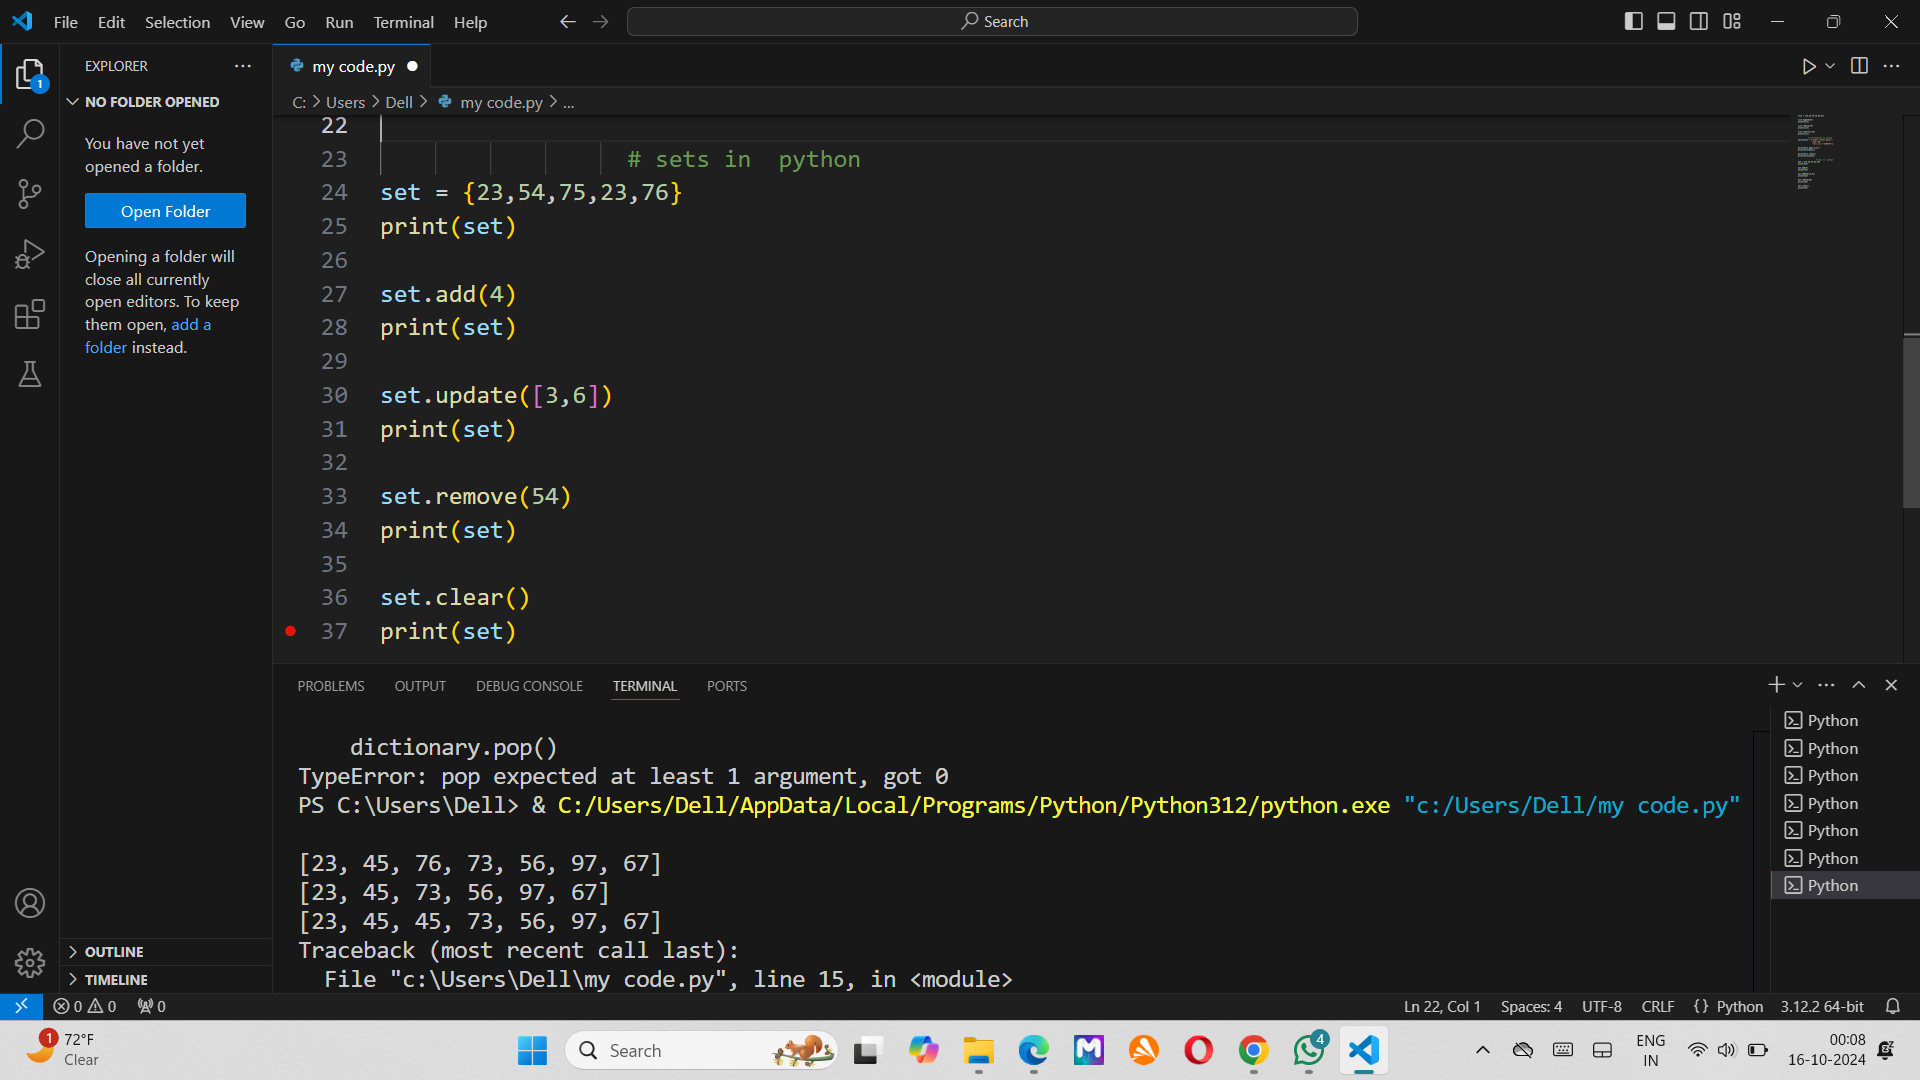 File Edit Selection View Go Run Terminal Help
Search
EXPLORER
1
NO FOLDER OPENED
You have not yet
opened a folder.
Open Folder
Opening a folder will
close all currently
open editors. To keep
them open, add a
folder instead.
OUTLINE
TIMELINE
my code.py
C: > Users > Dell > my code.py > ...
22
23 # sets in  python
24 set = {23,54,75,23,76}
25 print(set)
26
27 set.add(4)
28 print(set)
29
30 set.update([3,6])
31 print(set)
32
33 set.remove(54)
34 print(set)
35
36 set.clear()
37 print(set)
PROBLEMS OUTPUT DEBUG CONSOLE TERMINAL PORTS
dictionary.pop()
TypeError: pop expected at least 1 argument, got 0
PS C:\Users\Dell> & C:/Users/Dell/AppData/Local/Programs/Python/Python312/python.exe "c:/Users/Dell/my code.py"
[23, 45, 76, 73, 56, 97, 67]
[23, 45, 73, 56, 97, 67]
[23, 45, 45, 73, 56, 97, 67]
Traceback (most recent call last):
File "c:\Users\Dell\my code.py", line 15, in <module>
Python
Python
Python
Python
Python
Python
Python
0 0 0 Ln 22, Col 1 Spaces: 4 UTF-8 CRLF {} Python 3.12.2 64-bit
1
72°F
Clear
Search
4
ENG
IN
00:08
16-10-2024